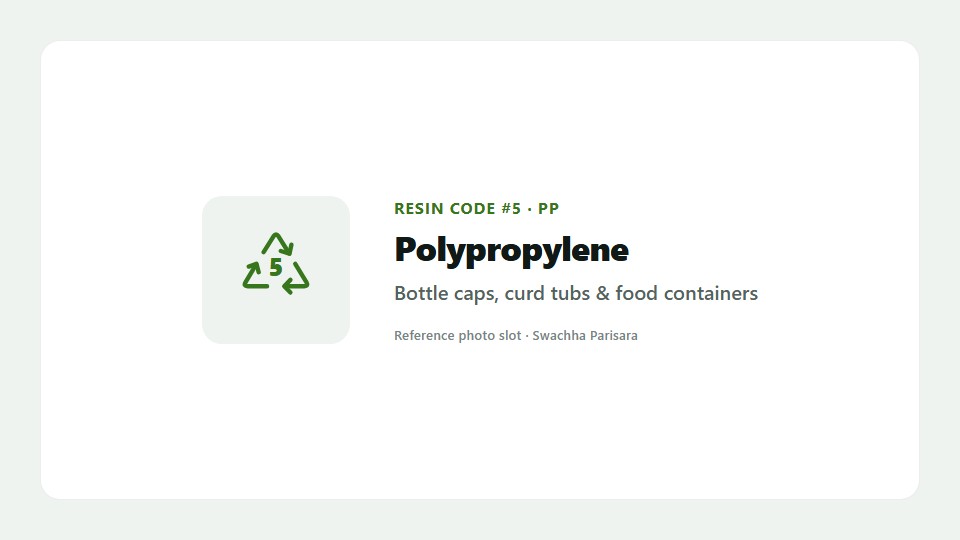 5
RESIN CODE #5 · PP
Polypropylene
Bottle caps, curd tubs & food containers
Reference photo slot · Swachha Parisara